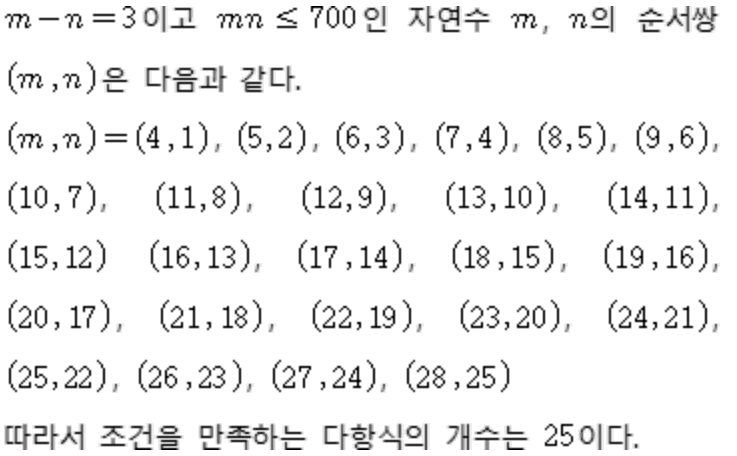 m−n=3이고 mn ≤ 700인 자연수 m, n의 순서쌍
(m,n)은 다음과 같다.
(m,n)=(4,1), (5,2), (6,3), (7,4), (8,5), (9,6),
(10,7), (11,8), (12,9), (13,10), (14,11),
(15,12) (16,13), (17,14), (18,15), (19,16),
(20,17), (21,18), (22,19), (23,20), (24,21),
(25,22), (26,23), (27,24), (28,25)
따라서 조건을 만족하는 다항식의 개수는 25이다.